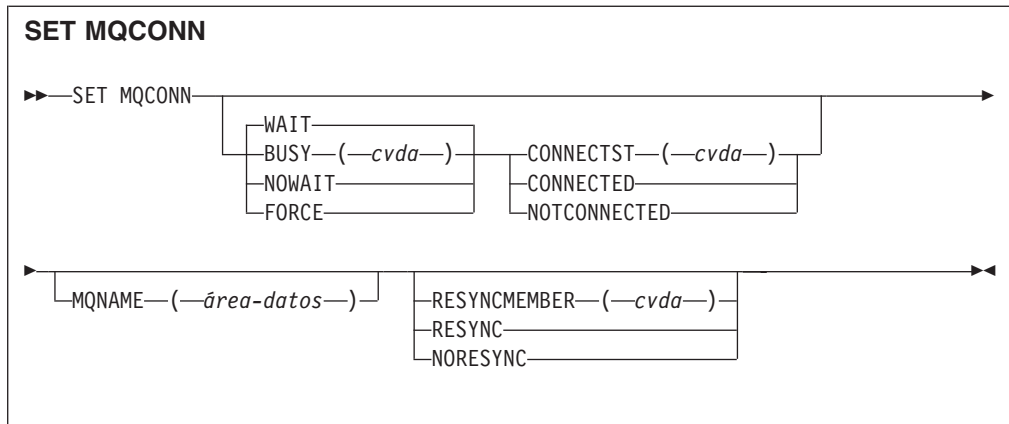 SET MQCONN
SET MQCONN
WAIT
BUSY ( cvda ) CONNECTST ( cvda )
NOWAIT CONNECTED
FORCE NOTCONNECTED
MQNAME ( área-datos ) RESYNCMEMBER ( cvda )
RESYNC
NORESYNC